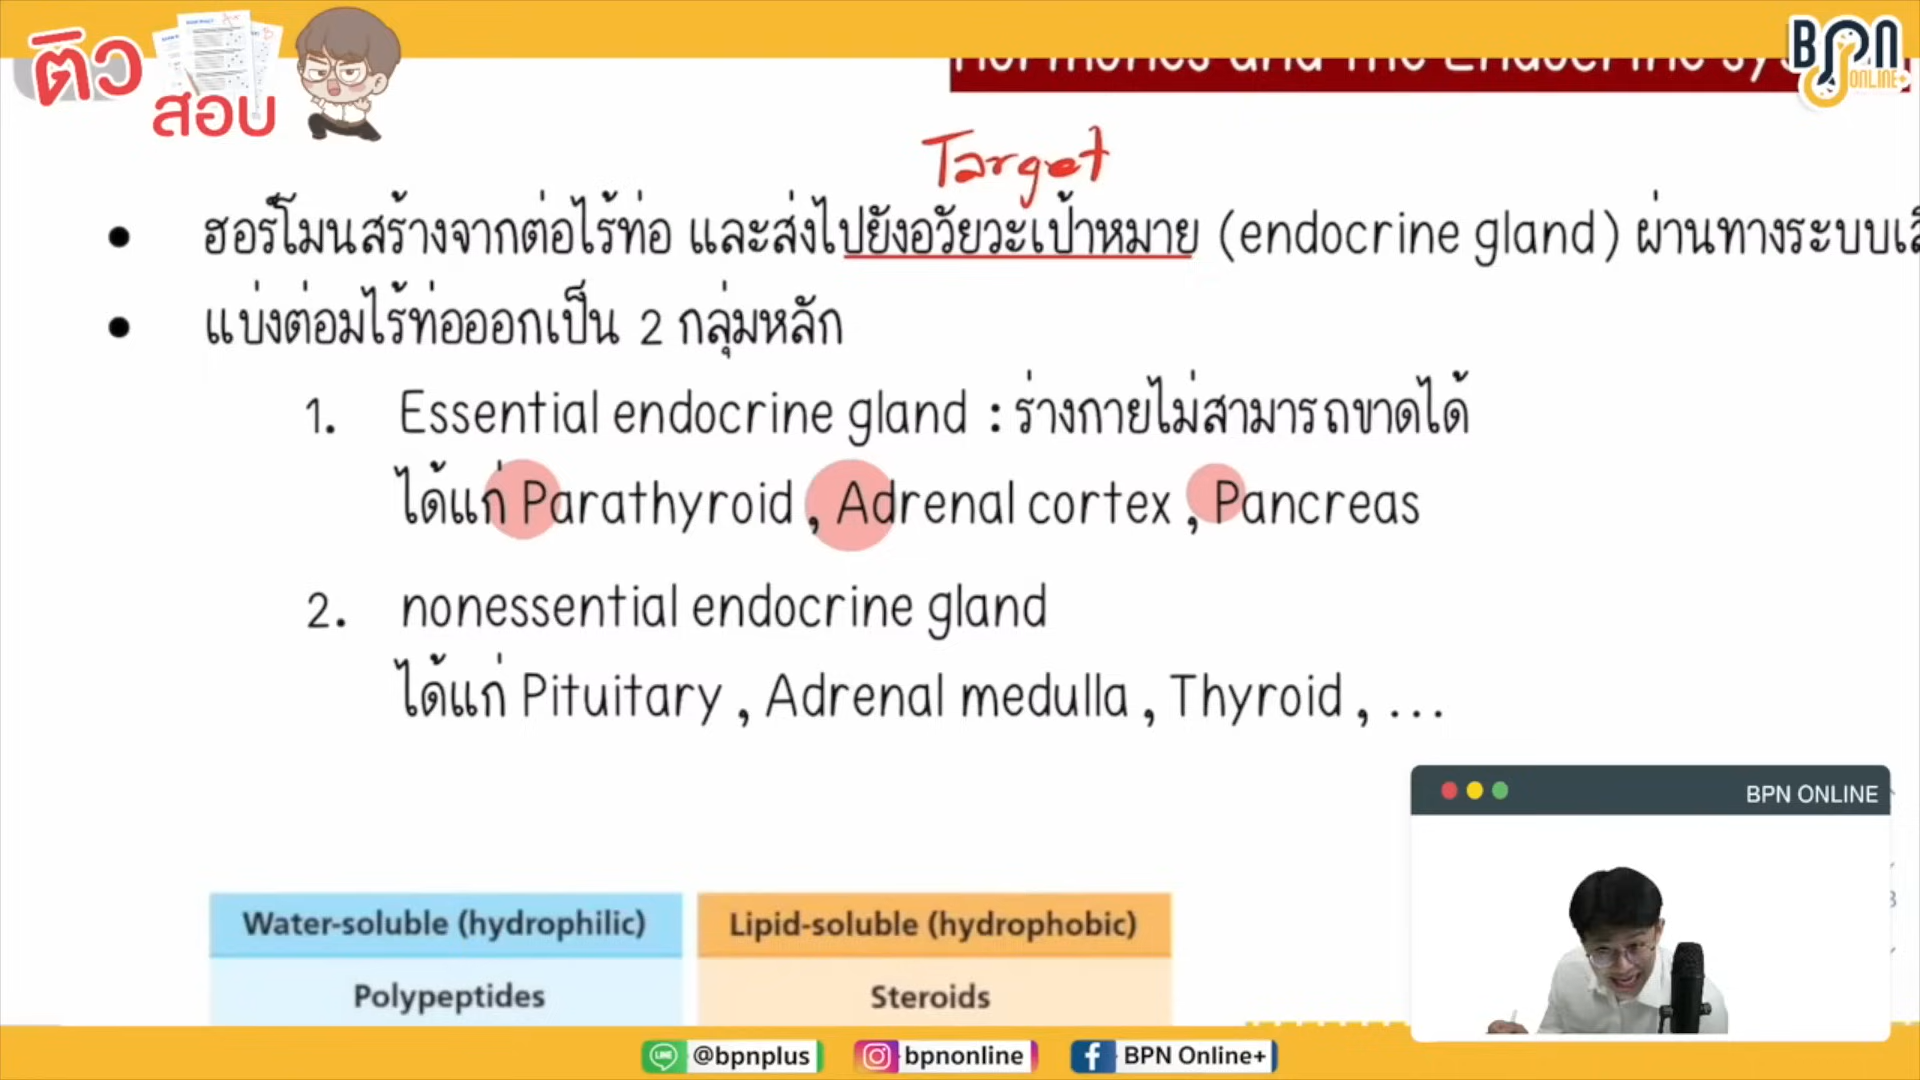 ติว
สอบ
Hormones and the Endocrine sys
BPN
ONLINE+
Target
ฮอร์โมนสร้างจากต่อไร้ท่อ และส่งไปยังอวัยวะเป้าหมาย (endocrine gland) ผ่านทางระบบเลื
แบ่งต่อมไร้ท่อออกเป็น 2 กลุ่มหลัก
1. Essential endocrine gland : ร่างกายไม่สามารถขาดได้
ได้แก่ Parathyroid , Adrenal cortex , Pancreas
2. nonessential endocrine gland
ได้แก่ Pituitary , Adrenal medulla , Thyroid , ...
BPN ONLINE
Water-soluble (hydrophilic) Lipid-soluble (hydrophobic)
Polypeptides Steroids
LINE @bpnplus bpnonline BPN Online+